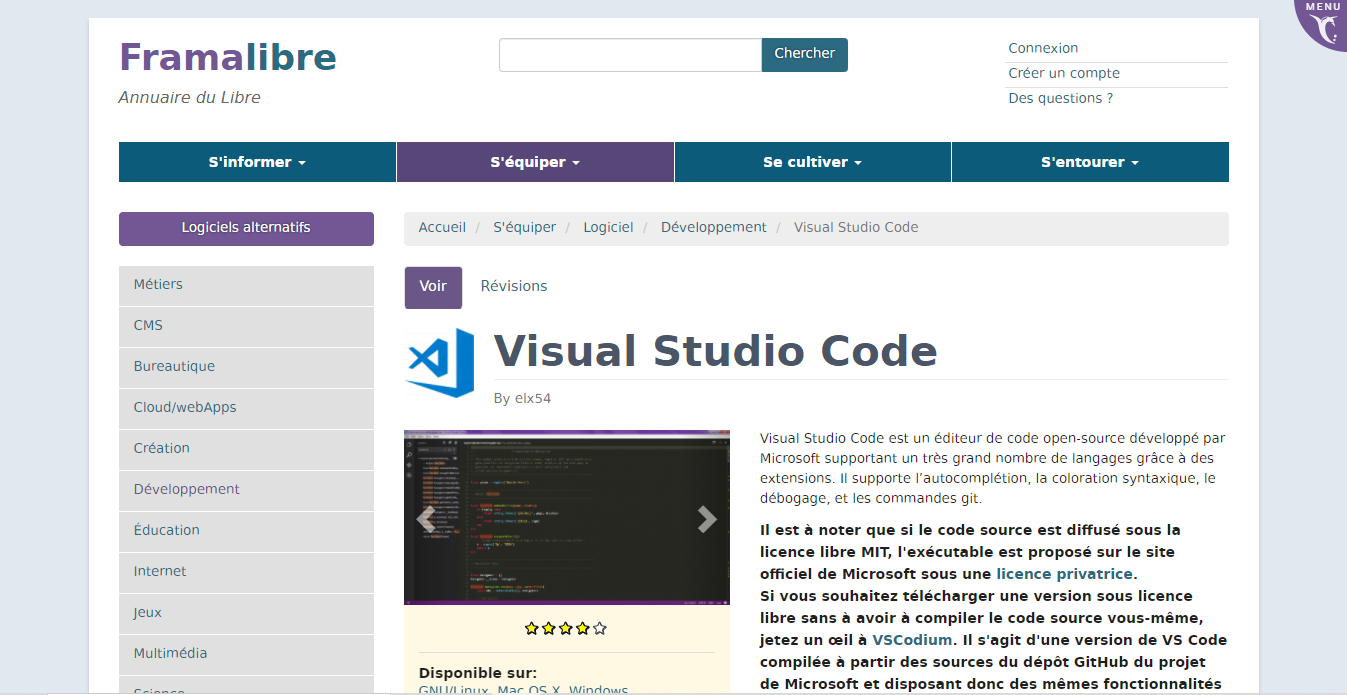 MENU
Framalibre
Annuaire du Libre
Chercher
Connexion
Créer un compte
Des questions ?
S'informer
S'équiper
Se cultiver
S'entourer
Logiciels alternatifs
Métiers
CMS
Bureautique
Cloud/webApps
Création
Développement
Éducation
Internet
Jeux
Multimédia
Science
Accueil / S'équiper / Logiciel / Développement / Visual Studio Code
Voir
Révisions
Visual Studio Code
By elx54
Disponible sur:
GNU/Linux, Mac OS X, Windows
Visual Studio Code est un éditeur de code open-source développé par
Microsoft supportant un très grand nombre de langages grâce à des
extensions. Il supporte l’autocomplétion, la coloration syntaxique, le
débogage, et les commandes git.
Il est à noter que si le code source est diffusé sous la
licence libre MIT, l'exécutable est proposé sur le site
officiel de Microsoft sous une licence privatrice.
Si vous souhaitez télécharger une version sous licence
libre sans à avoir à compiler le code source vous-même,
jetez un œil à VSCodium. Il s'agit d'une version de VS Code
compilée à partir des sources du dépôt GitHub du projet
de Microsoft et disposant donc des mêmes fonctionnalités